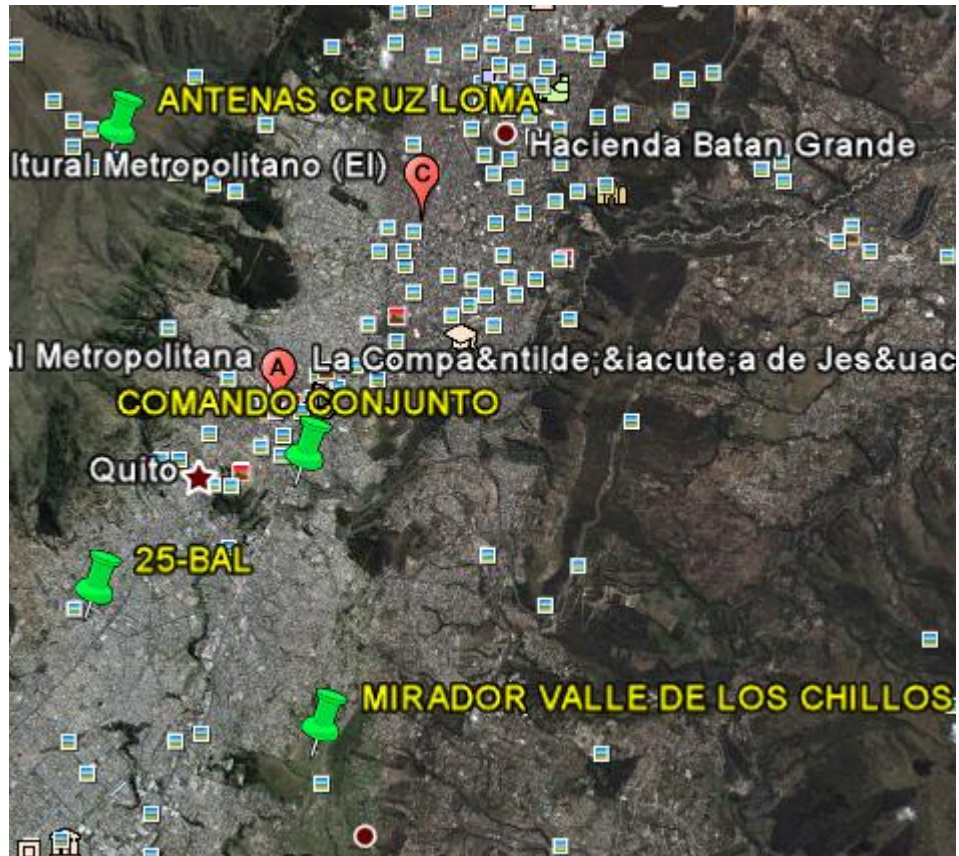 ANTENAS CRUZ LOMA
Hacienda Batan Grande
ltural Metropolitano (El)
C
al Metropolitana
A
La Compa&ntilde;&iacute;a de Jes&uac
COMANDO CONJUNTO
Quito
25-BAL
MIRADOR VALLE DE LOS CHILLOS